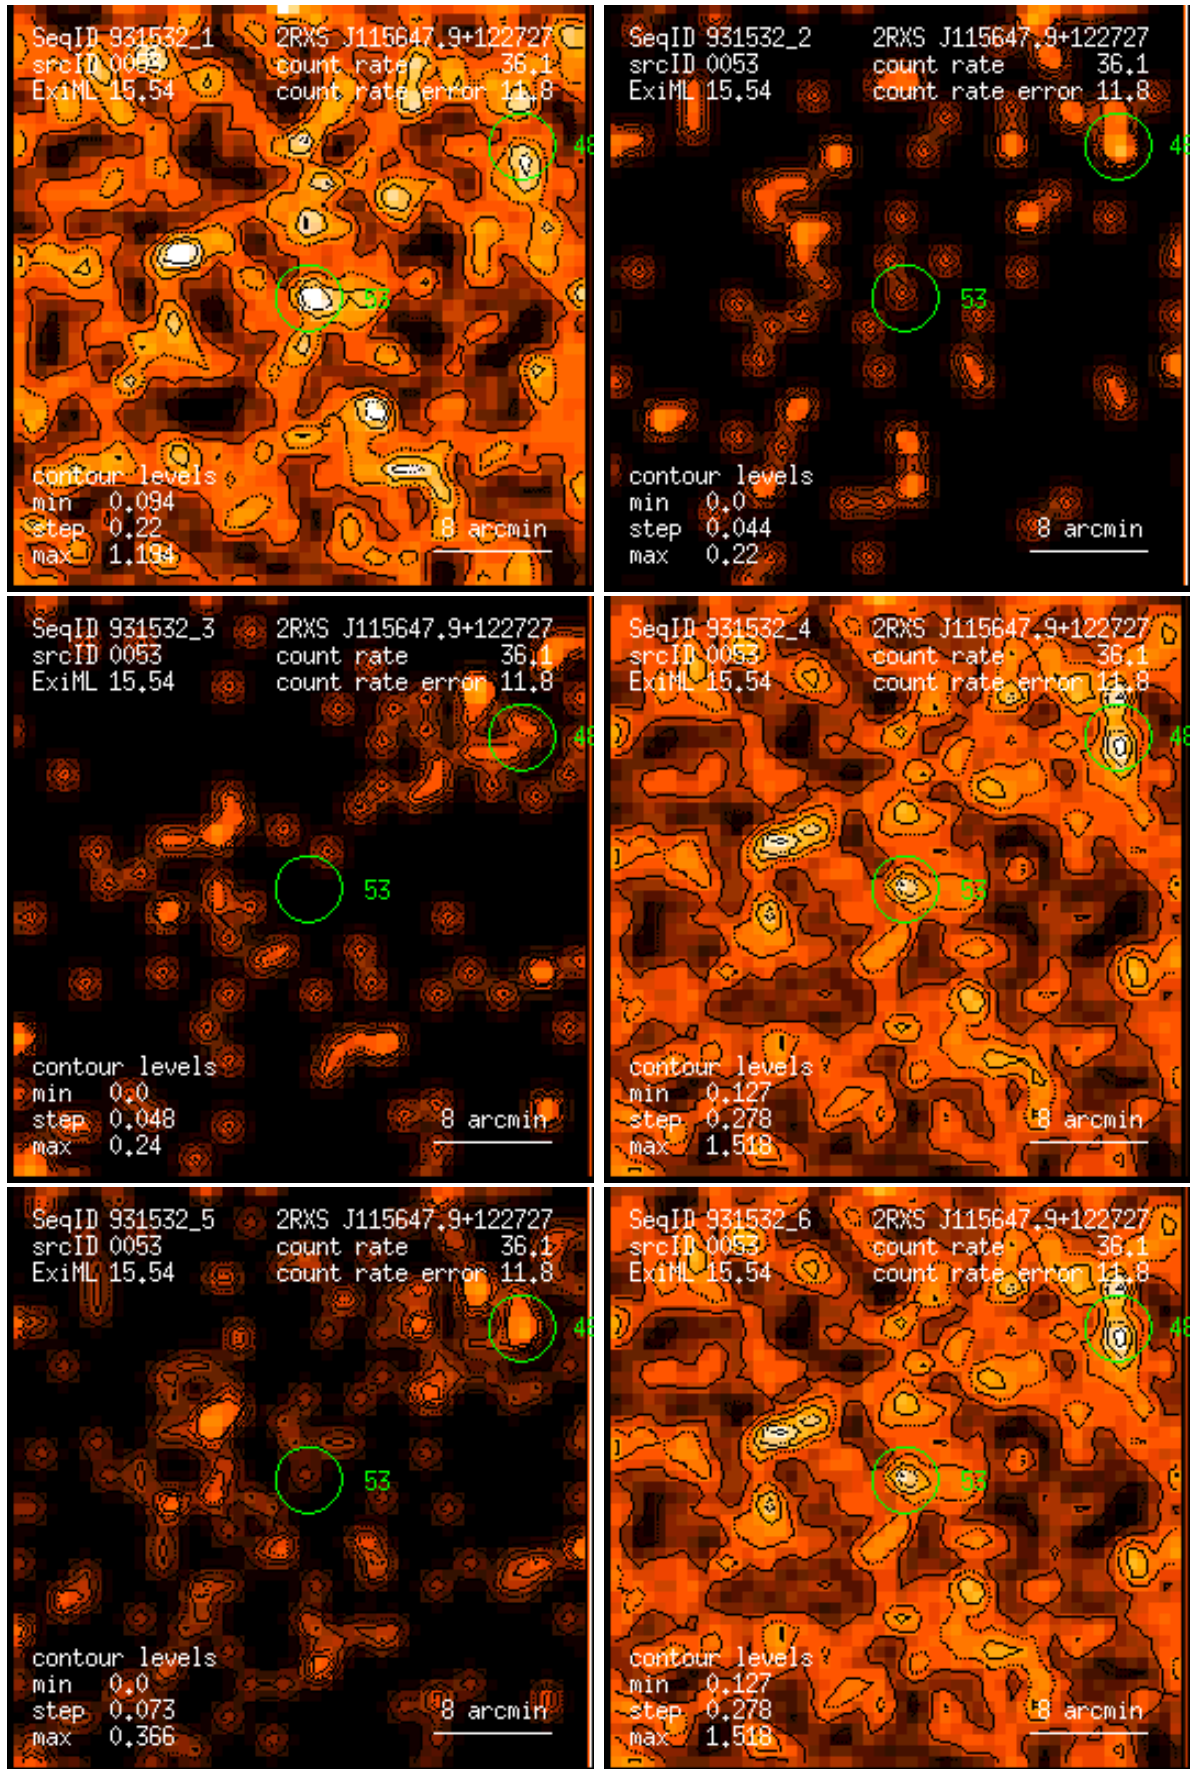 SeqID 931532_1 2RXS J115647.9+122727
srcID 0053 count rate 36.1
ExiML 15.54 count rate error 11.8
48
53
contour levels
min 0.094
step 0.22
max 1.194
8 arcmin
SeqID 931532_2 2RXS J115647.9+122727
srcID 0053 count rate 36.1
ExiML 15.54 count rate error 11.8
48
53
contour levels
min 0.0
step 0.044
max 0.22
8 arcmin
SeqID 931532_3 2RXS J115647.9+122727
srcID 0053 count rate 36.1
ExiML 15.54 count rate error 11.8
48
53
contour levels
min 0.0
step 0.048
max 0.24
8 arcmin
SeqID 931532_4 2RXS J115647.9+122727
srcID 0053 count rate 36.1
ExiML 15.54 count rate error 11.8
48
53
contour levels
min 0.127
step 0.278
max 1.518
8 arcmin
SeqID 931532_5 2RXS J115647.9+122727
srcID 0053 count rate 36.1
ExiML 15.54 count rate error 11.8
48
53
contour levels
min 0.0
step 0.073
max 0.366
8 arcmin
SeqID 931532_6 2RXS J115647.9+122727
srcID 0053 count rate 36.1
ExiML 15.54 count rate error 11.8
48
53
contour levels
min 0.127
step 0.278
max 1.518
8 arcmin